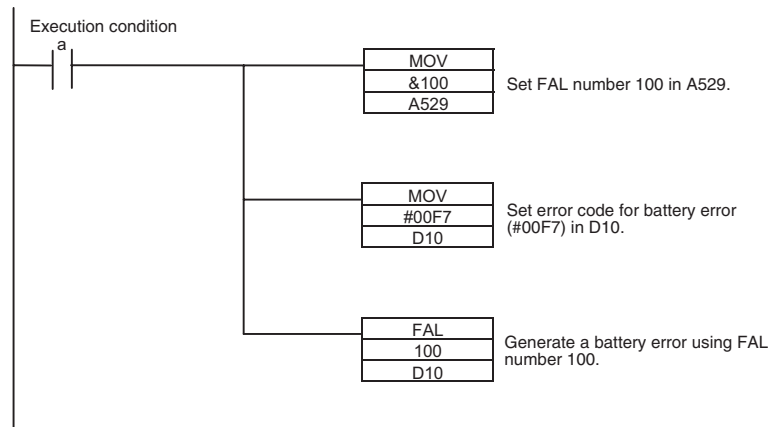 Execution condition
a
MOV
&100
A529
Set FAL number 100 in A529.
MOV
#00F7
D10
Set error code for battery error
(#00F7) in D10.
FAL
100
D10
Generate a battery error using FAL
number 100.